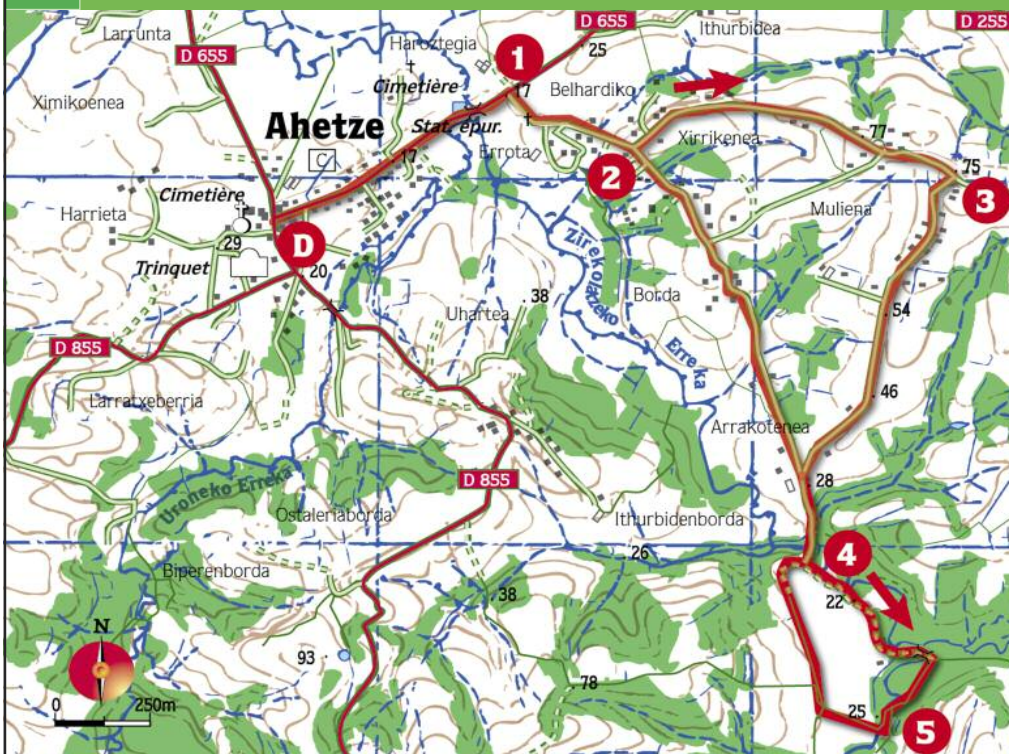 Larrunta
D 655
Ithurbidea
D 255
D 655
Haroztegia
25
1
Cimetière
17
Belhardiko
Ximikoenea
Ahetze
Stat. épur.
Xirrikenea
77
C
17
Errota
75
2
3
Cimetière
Muliena
Harrieta
29
D
Trinquet
20
Zirekolakeko
Erreka
Borda
38
Uhartea
54
D 855
46
Larratxeberria
Arrakotenea
28
D 855
Uroneko Erreka
Ostaleriaborda
Ithurbidenborda
26
4
Biperenborda
22
38
N
93
78
0 250m
25
5